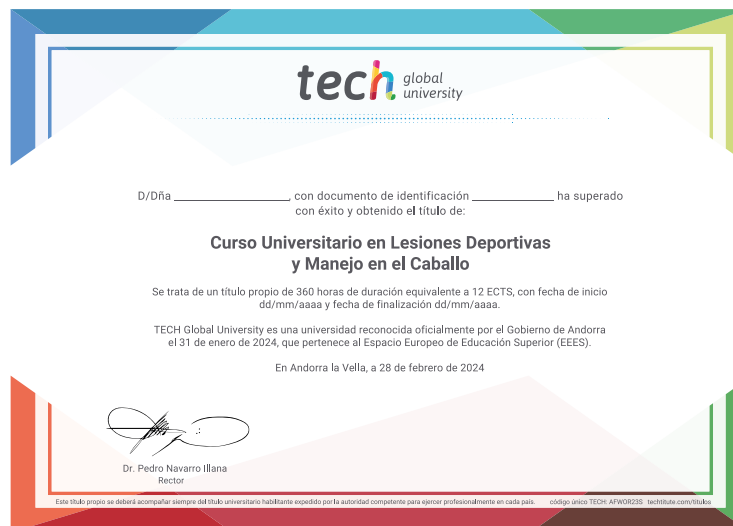 tech global
university
D/Dña ______________, con documento de identificación __________ ha superado
con éxito y obtenido el título de:
Curso Universitario en Lesiones Deportivas
y Manejo en el Caballo
Se trata de un título propio de 360 horas de duración equivalente a 12 ECTS, con fecha de inicio
dd/mm/aaaa y fecha de finalización dd/mm/aaaa.
TECH Global University es una universidad reconocida oficialmente por el Gobierno de Andorra
el 31 de enero de 2024, que pertenece al Espacio Europeo de Educación Superior (EEES).
En Andorra la Vella, a 28 de febrero de 2024
Dr. Pedro Navarro Illana
Rector
Este título propio se deberá acompañar siempre del título universitario habilitante expedido por la autoridad competente para ejercer profesionalmente en cada país. código único TECH: AFWOR23S techtitute.com/titulos